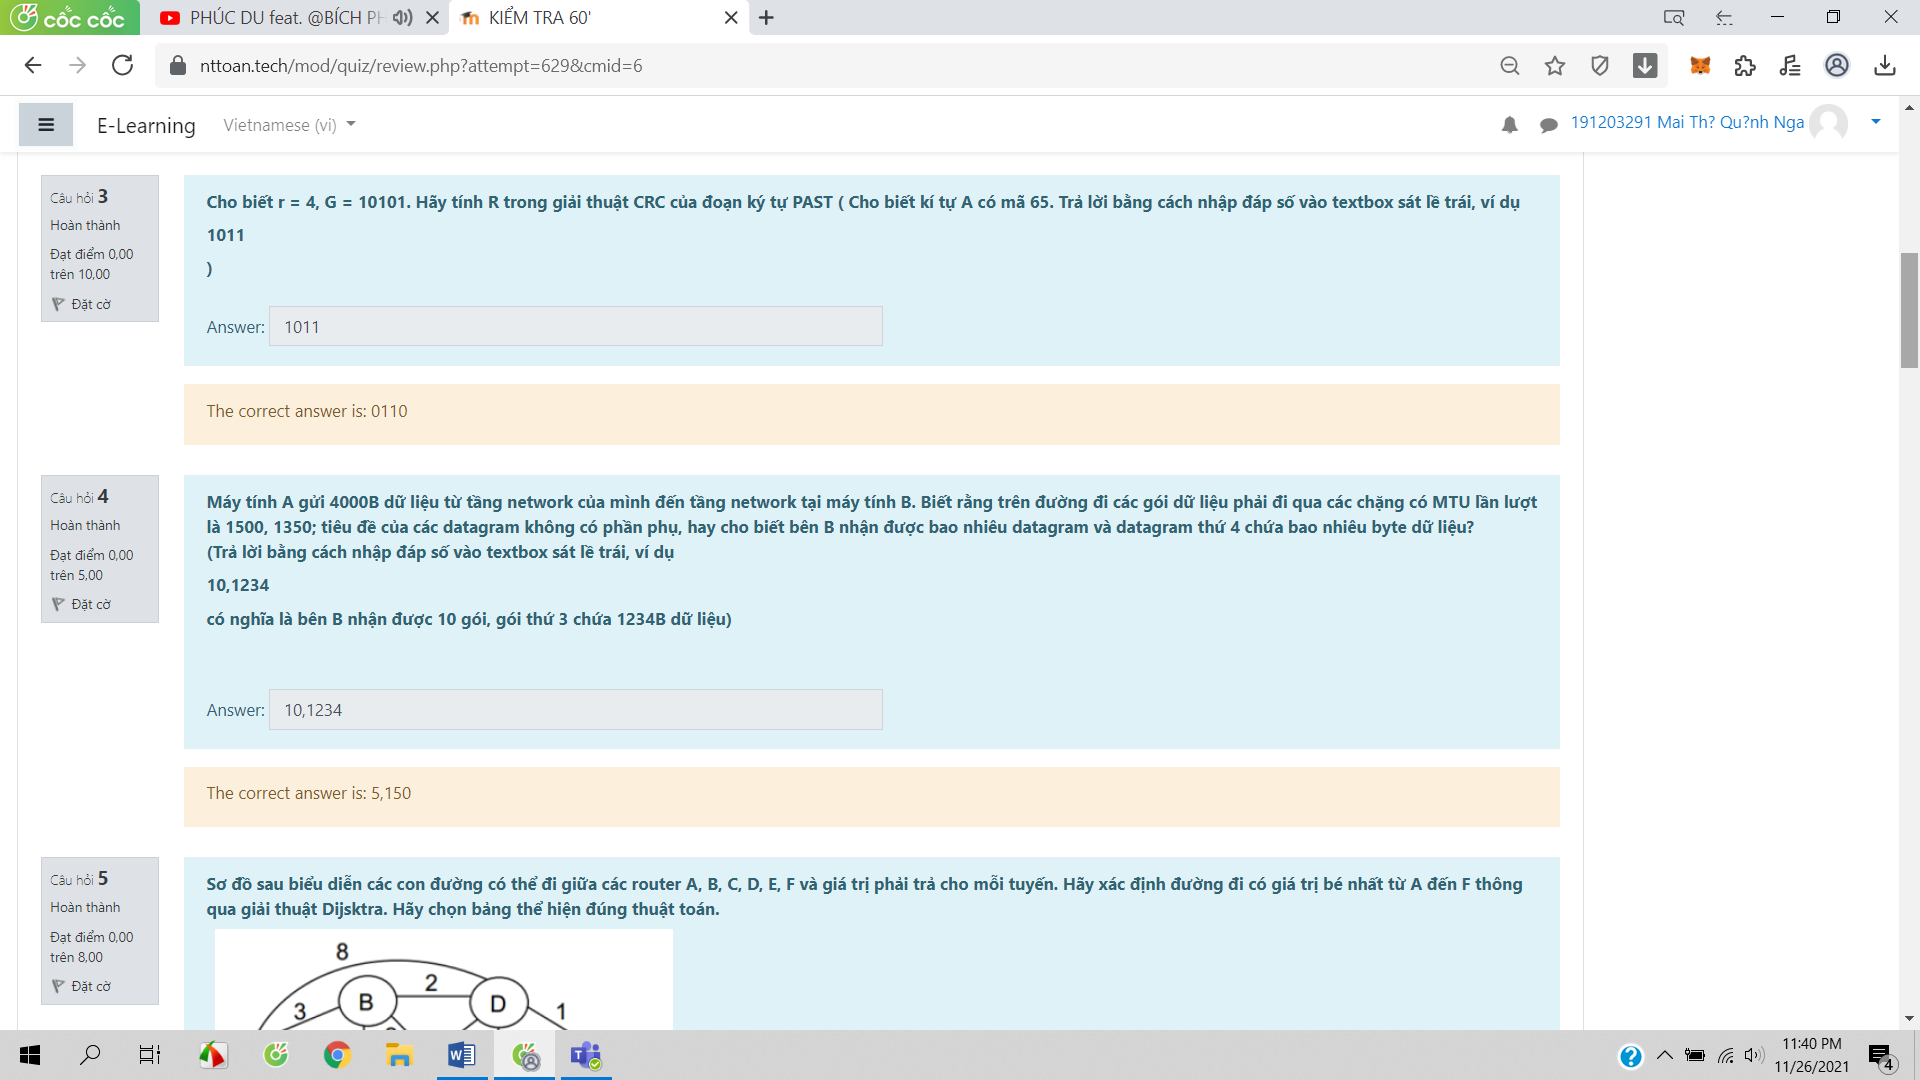 cốc cốc
PHÚC DU feat. @BÍCH PH
KIỂM TRA 60'
nttoan.tech/mod/quiz/review.php?attempt=629&cmid=6
E-Learning
Vietnamese (vi)
191203291 Mai Th? Qu?nh Nga
Câu hỏi 3
Hoàn thành
Đạt điểm 0,00
trên 10,00
Đặt cờ
Cho biết r = 4, G = 10101. Hãy tính R trong giải thuật CRC của đoạn ký tự PAST ( Cho biết kí tự A có mã 65. Trả lời bằng cách nhập đáp số vào textbox sát lề trái, ví dụ
1011
)
Answer: 1011
The correct answer is: 0110
Câu hỏi 4
Hoàn thành
Đạt điểm 0,00
trên 5,00
Đặt cờ
Máy tính A gửi 4000B dữ liệu từ tầng network của mình đến tầng network tại máy tính B. Biết rằng trên đường đi các gói dữ liệu phải đi qua các chặng có MTU lần lượt
là 1500, 1350; tiêu đề của các datagram không có phần phụ, hay cho biết bên B nhận được bao nhiêu datagram và datagram thứ 4 chứa bao nhiêu byte dữ liệu?
(Trả lời bằng cách nhập đáp số vào textbox sát lề trái, ví dụ
10,1234
có nghĩa là bên B nhận được 10 gói, gói thứ 3 chứa 1234B dữ liệu)
Answer: 10,1234
The correct answer is: 5,150
Câu hỏi 5
Hoàn thành
Đạt điểm 0,00
trên 8,00
Đặt cờ
Sơ đồ sau biểu diễn các con đường có thể đi giữa các router A, B, C, D, E, F và giá trị phải trả cho mỗi tuyến. Hãy xác định đường đi có giá trị bé nhất từ A đến F thông
qua giải thuật Dijsktra. Hãy chọn bảng thể hiện đúng thuật toán.
8
3 B 2 D 1
11:40 PM
11/26/2021
4